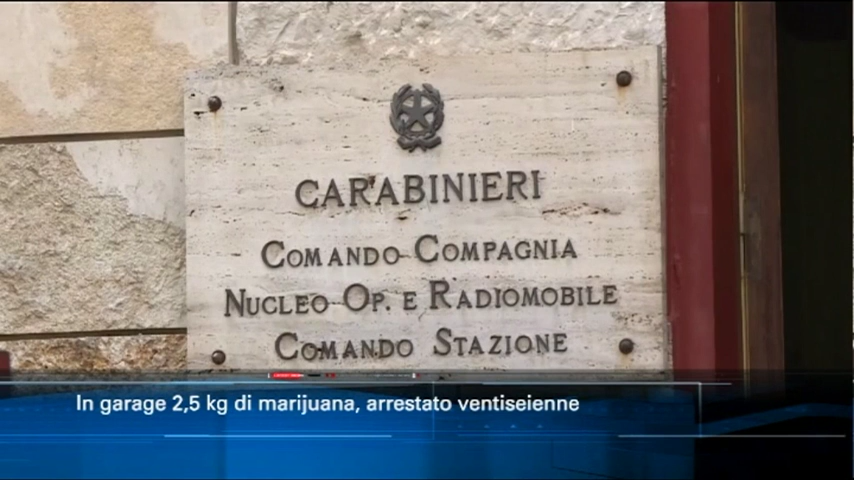 CARABINIERI
COMANDO COMPAGNIA
NUCLEO OP. E RADIOMOBILE
COMANDO STAZIONE
In garage 2,5 kg di marijuana, arrestato ventiseienne